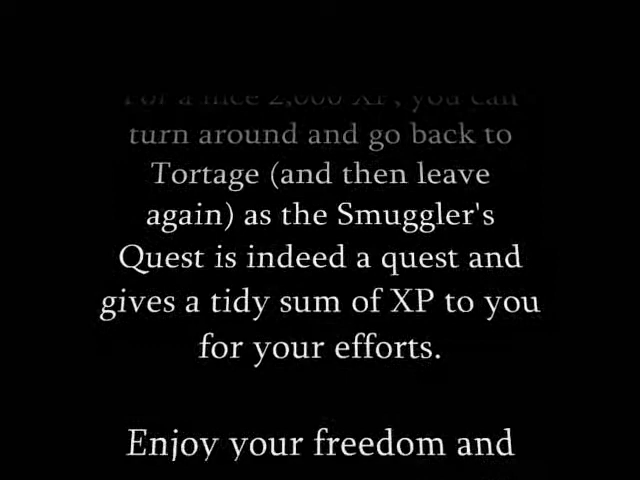 For a nice 2,000 XP, you can
turn around and go back to
Tortage (and then leave
again) as the Smuggler's
Quest is indeed a quest and
gives a tidy sum of XP to you
for your efforts.
Enjoy your freedom and